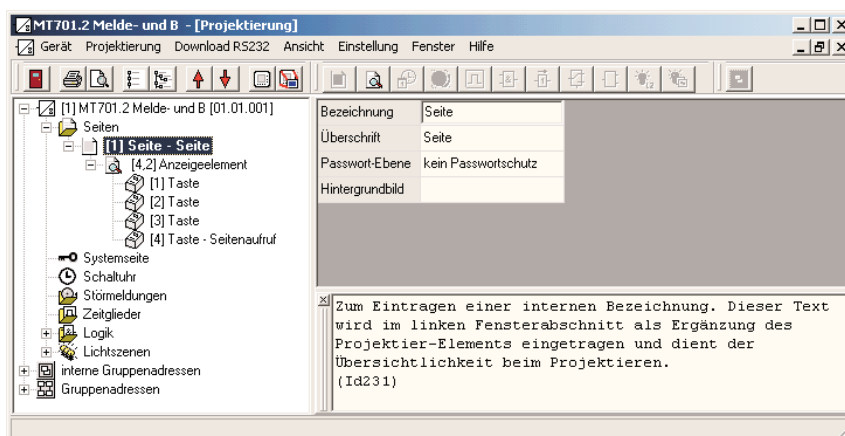 MT701.2 Melde- und B - [Projektierung]
Gerät Projektierung Download RS232 Ansicht Einstellung Fenster Hilfe
[1] MT701.2 Melde- und B [01.01.001]
Seiten
[1] Seite - Seite
[4,2] Anzeigeelement
[1] Taste
[2] Taste
[3] Taste
[4] Taste - Seitenaufruf
Systemseite
Schaltuhr
Störmeldungen
Zeitglieder
Logik
Lichtszenen
interne Gruppenadressen
Gruppenadressen
Bezeichnung Seite
Überschrift Seite
Passwort-Ebene kein Passwortschutz
Hintergrundbild
Zum Eintragen einer internen Bezeichnung. Dieser Text
wird im linken Fensterabschnitt als Ergänzung des
Projektier-Elements eingetragen und dient der
Übersichtlichkeit beim Projektieren.
(Id231)